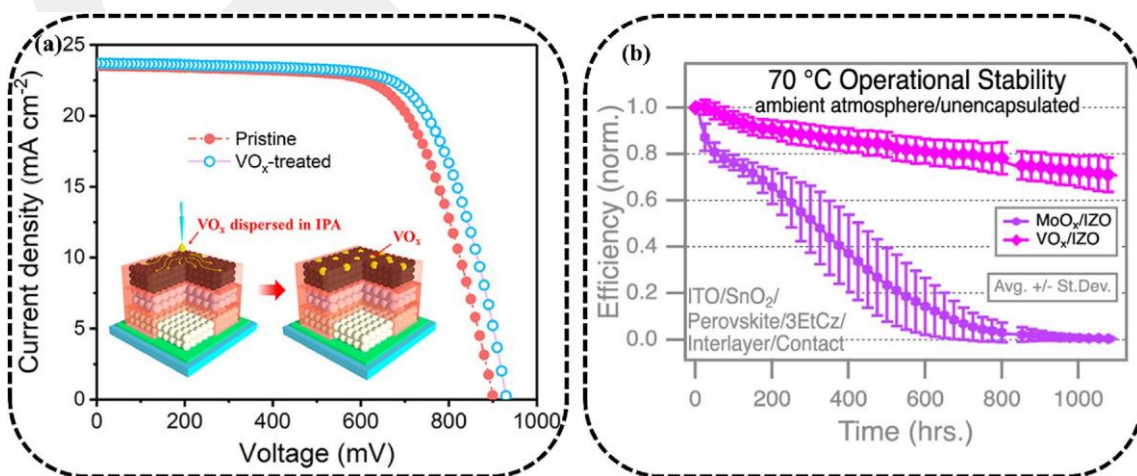 (a)
25
20
15
10
5
0
Current density (mA cm⁻²)
Pristine
VOₓ-treated
VOₓ dispersed in IPA
VOₓ
0 200 400 600 800 1000
Voltage (mV)
(b)
70 °C Operational Stability
ambient atmosphere/unencapsulated
1.0
0.8
0.6
0.4
0.2
0.0
Efficiency (norm.)
MoOₓ/IZO
VOₓ/IZO
Avg. +/- St.Dev.
ITO/SnO₂/
Perovskite/3EtCz/
Interlayer/Contact
200 400 600 800 1000
Time (hrs.)